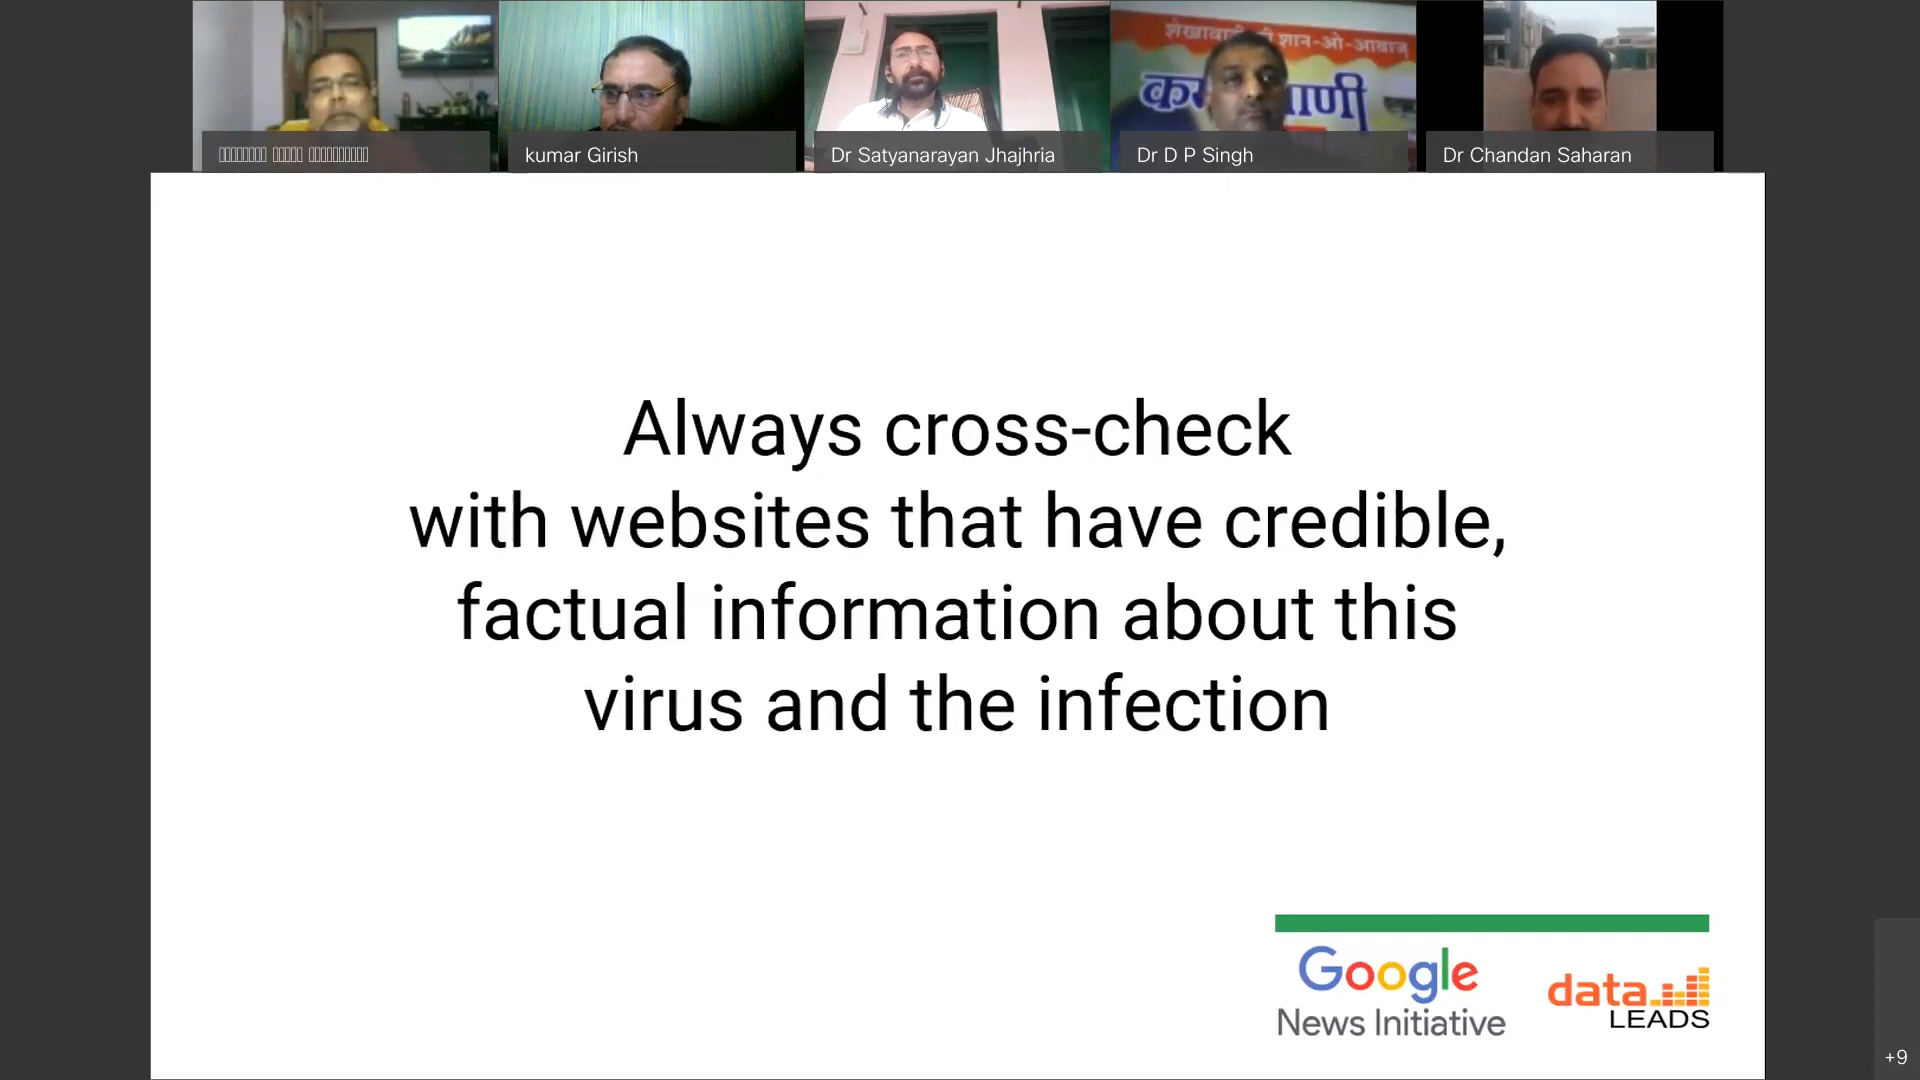 शेखावाटी की शान-ओ-आवाज़
kumar Girish
Dr Satyanarayan Jhajhria
Dr D P Singh
Dr Chandan Saharan
Always cross-check
with websites that have credible,
factual information about this
virus and the infection
Google
News Initiative
data
LEADS
+9